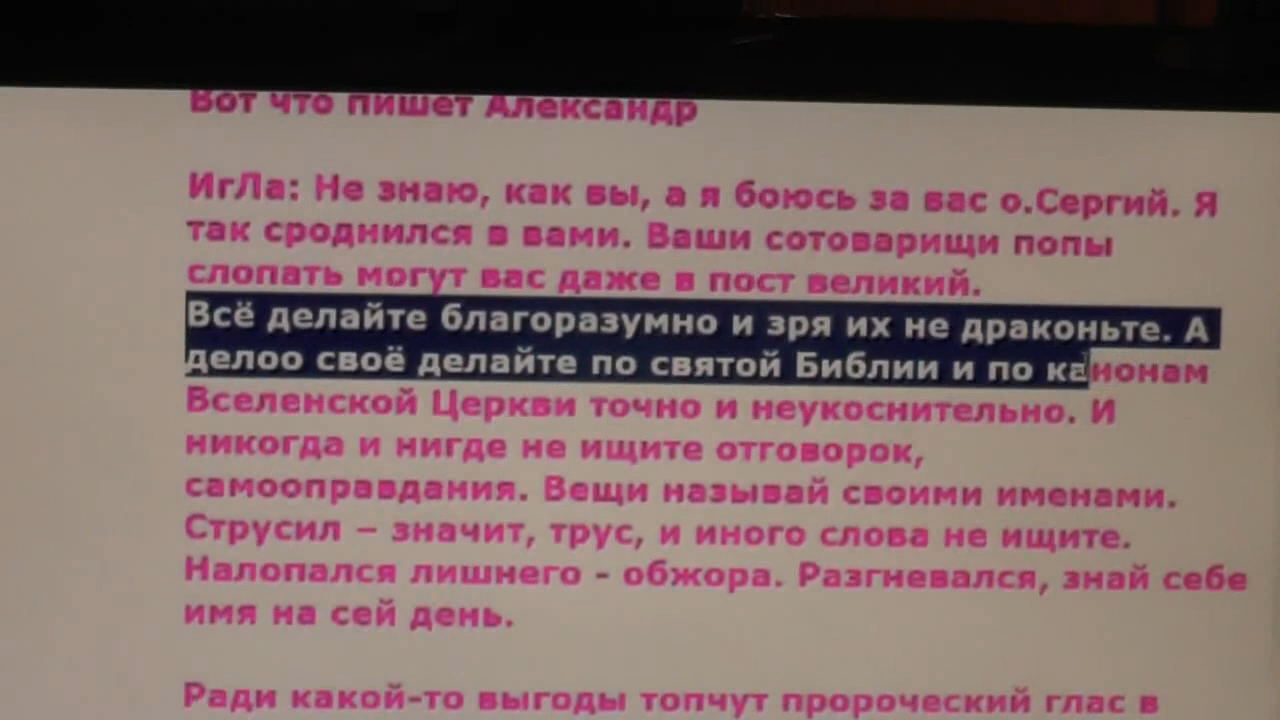 Вот что пишет Александр
ИгЛа: Не знаю, как вы, а я боюсь за вас о.Сергий. Я
так сроднился в вами. Ваши сотоварищи попы
слопать могут вас даже в пост великий.
Всё делайте благоразумно и зря их не драконьте. А
делоо своё делайте по святой Библии и по канонам
Вселенской Церкви точно и неукоснительно. И
никогда и нигде не ищите отговорок,
самооправдания. Вещи называй своими именами.
Струсил – значит, трус, и иного слова не ищите.
Налопался лишнего - обжора. Разгневался, знай себе
имя на сей день.
Ради какой-то выгоды топчут пророческий глас в